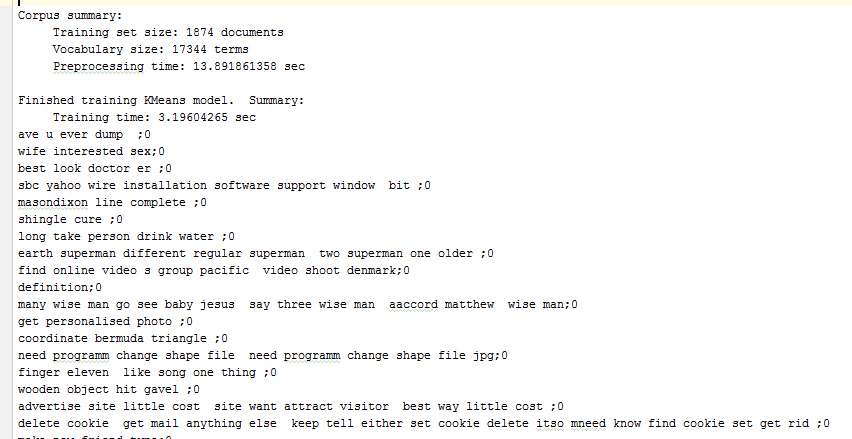 Corpus summary:
Training set size: 1874 documents
Vocabulary size: 17344 terms
Preprocessing time: 13.891861358 sec
Finished training KMeans model.  Summary:
Training time: 3.19604265 sec
ave u ever dump  ;0
wife interested sex;0
best look doctor er ;0
sbc yahoo wire installation software support window  bit ;0
masondixon line complete ;0
shingle cure ;0
long take person drink water ;0
earth superman different regular superman  two superman one older ;0
find online video s group pacific  video shoot denmark;0
definition;0
many wise man go see baby jesus  say three wise man  aaccord matthew  wise man;0
get personalised photo ;0
coordinate bermuda triangle ;0
need programm change shape file  need programm change shape file jpg;0
finger eleven  like song one thing ;0
wooden object hit gavel ;0
advertise site little cost  site want attract visitor  best way little cost ;0
delete cookie  get mail anything else  keep tell either set cookie delete itso mneed know find cookie set get rid ;0